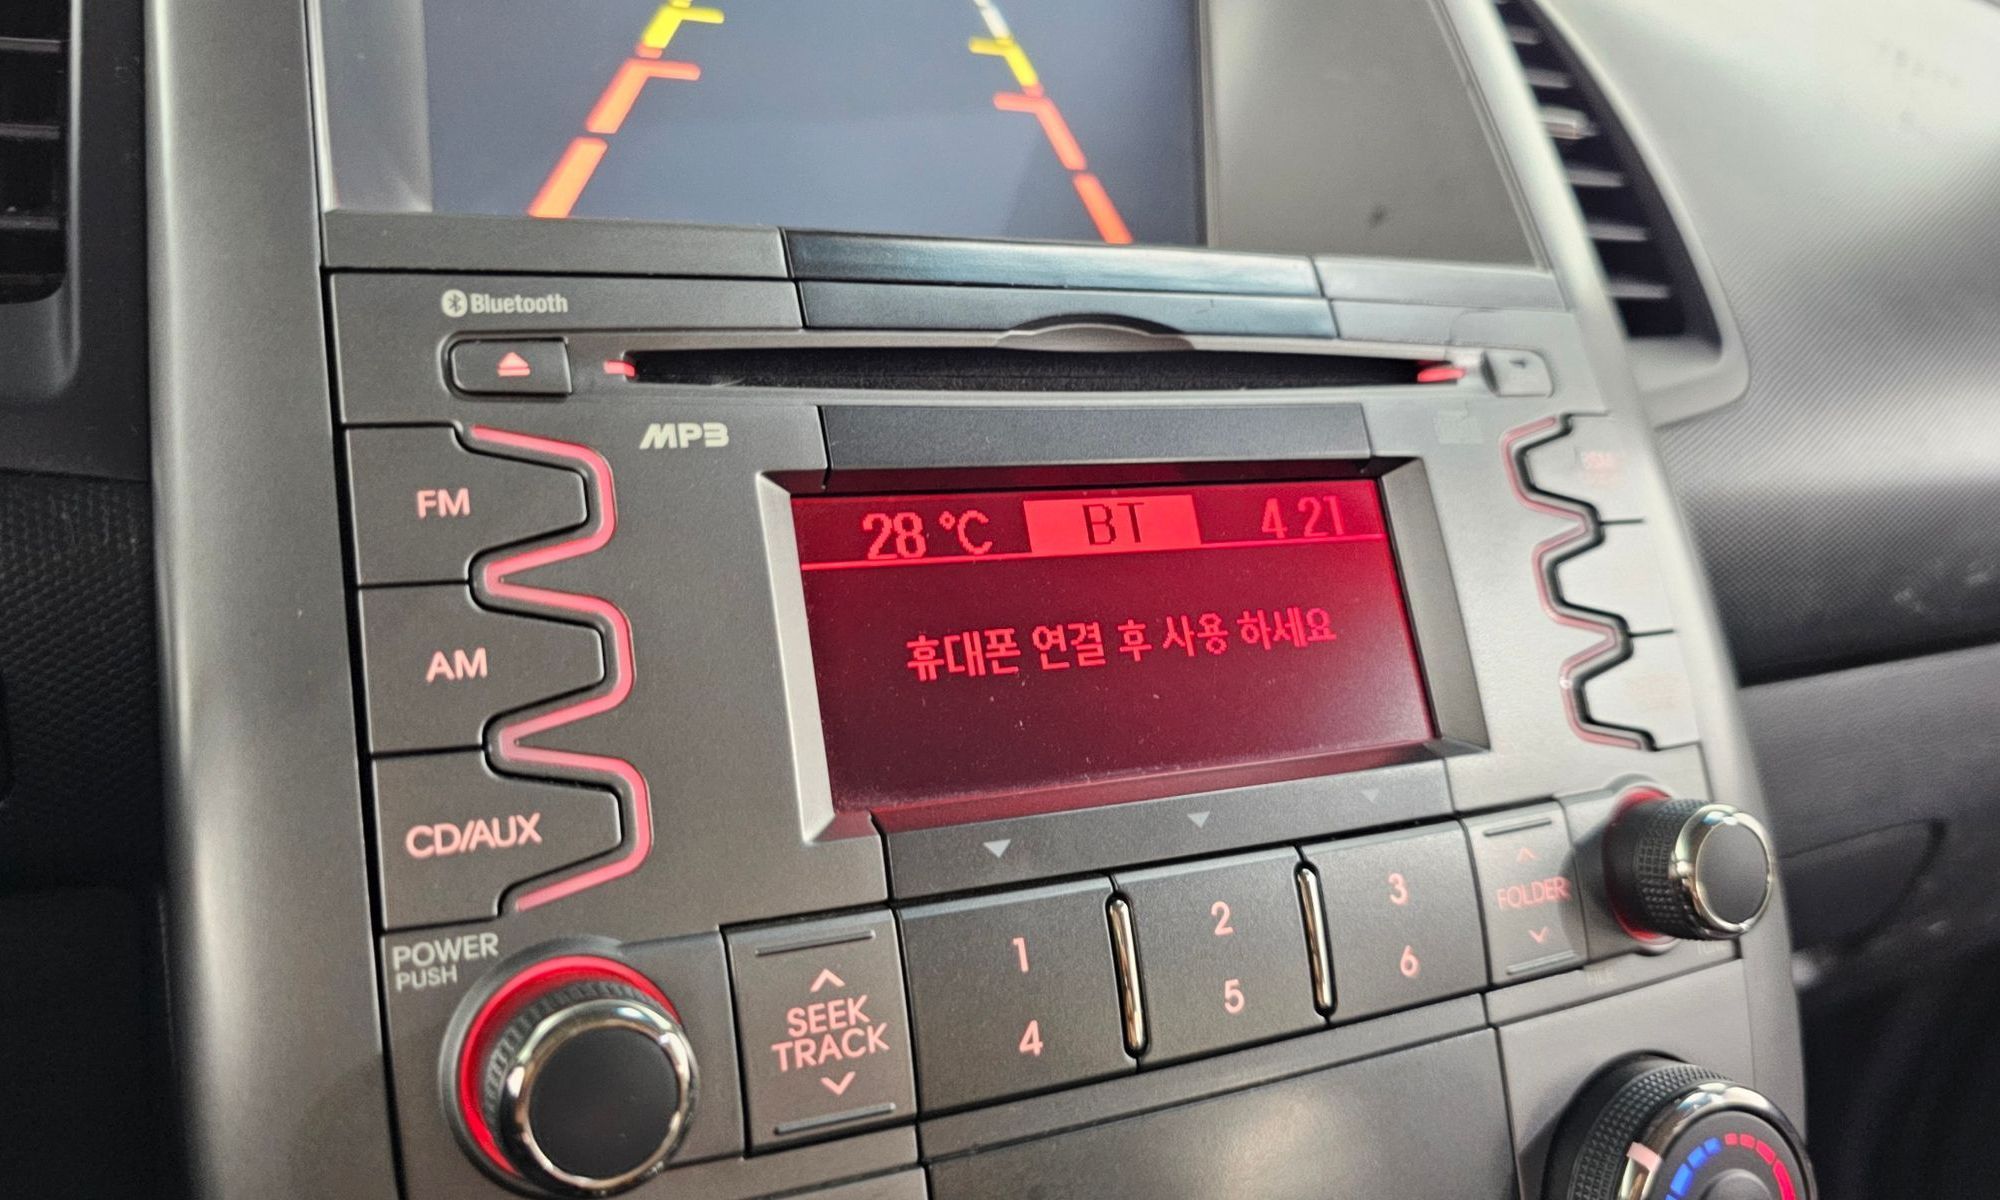 Bluetooth
MP3
FM
AM
CD/AUX
28 °C BT 4 21
휴대폰 연결 후 사용 하세요
POWER
PUSH
SEEK
TRACK
1
2
3
4
5
6
FOLDER